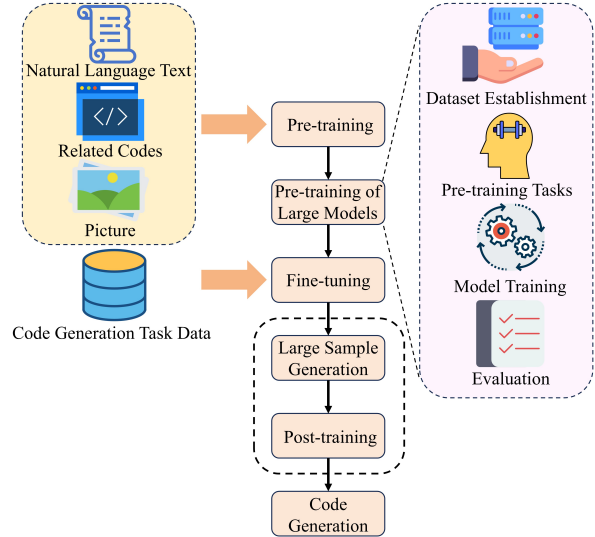 Natural Language Text
</>
Related Codes
Picture
Code Generation Task Data
Pre-training
Pre-training of
Large Models
Fine-tuning
Large Sample
Generation
Post-training
Code
Generation
Dataset Establishment
Pre-training Tasks
Model Training
Evaluation